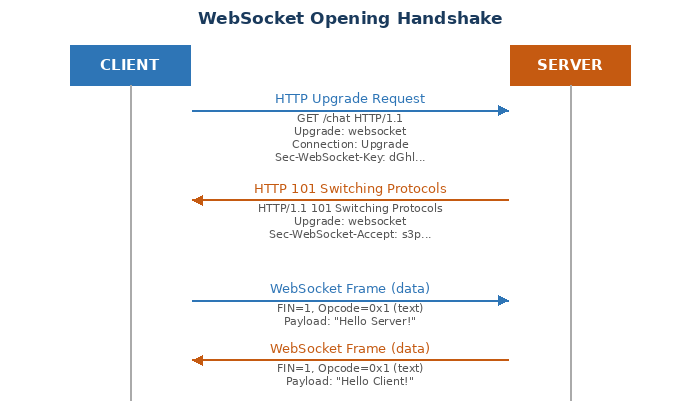 WebSocket Opening Handshake
CLIENT
SERVER
HTTP Upgrade Request
GET /chat HTTP/1.1
Upgrade: websocket
Connection: Upgrade
Sec-WebSocket-Key: dGhl...
HTTP 101 Switching Protocols
HTTP/1.1 101 Switching Protocols
Upgrade: websocket
Sec-WebSocket-Accept: s3p...
WebSocket Frame (data)
FIN=1, Opcode=0x1 (text)
Payload: "Hello Server!"
WebSocket Frame (data)
FIN=1, Opcode=0x1 (text)
Payload: "Hello Client!"